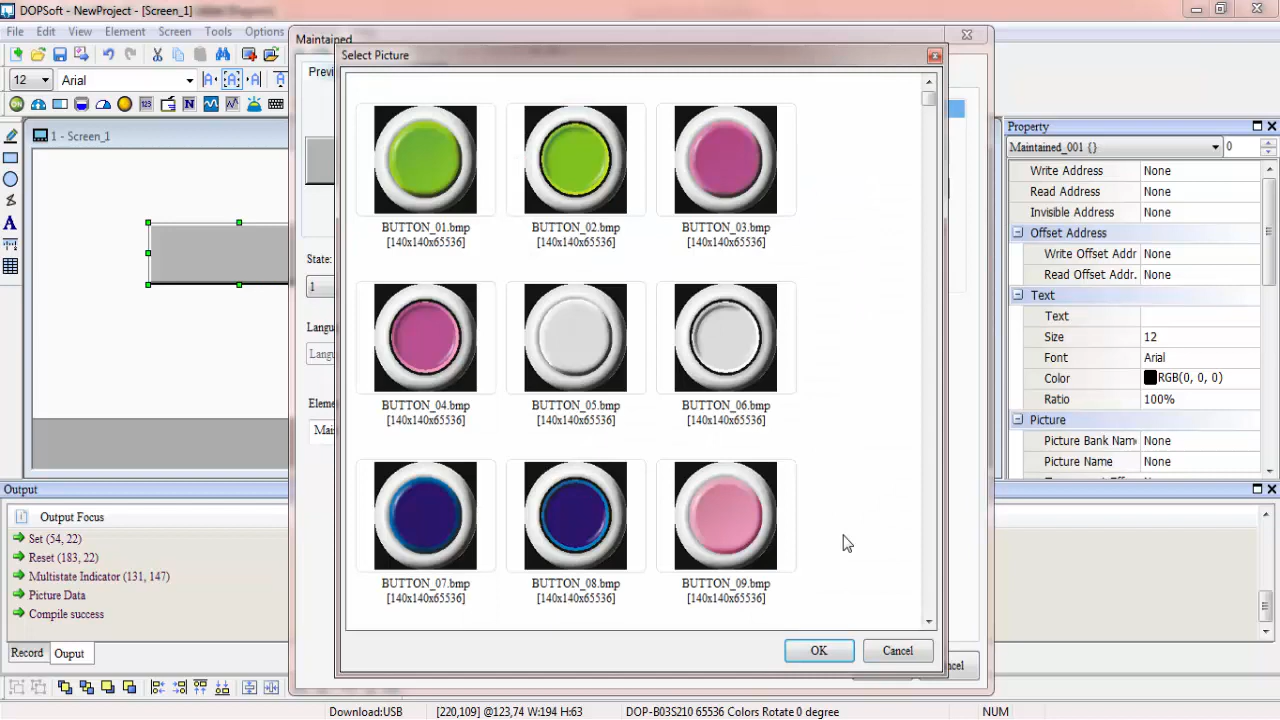 DOPSoft - NewProject - [Screen_1]
File Edit View Element Screen Tools Options
12 Arial
1 - Screen_1
Maintained
Previ
State:
1
Langu
Langu
Eleme
Mai
Select Picture
BUTTON_01.bmp
[140x140x65536]
BUTTON_02.bmp
[140x140x65536]
BUTTON_03.bmp
[140x140x65536]
BUTTON_04.bmp
[140x140x65536]
BUTTON_05.bmp
[140x140x65536]
BUTTON_06.bmp
[140x140x65536]
BUTTON_07.bmp
[140x140x65536]
BUTTON_08.bmp
[140x140x65536]
BUTTON_09.bmp
[140x140x65536]
OK Cancel
ncel
Property
Maintained_001 {} 0
Write Address None
Read Address None
Invisible Address None
Offset Address
Write Offset Addr None
Read Offset Addr. None
Text
Text
Size 12
Font Arial
Color RGB(0, 0, 0)
Ratio 100%
Picture
Picture Bank Nam None
Picture Name None
Output
Output Focus
Set (54, 22)
Reset (183, 22)
Multistate Indicator (131, 147)
Picture Data
Compile success
Record Ouput
Download:USB [220,109] @123,74 W:194 H:63 DOP-B03S210 65536 Colors Rotate 0 degree NUM